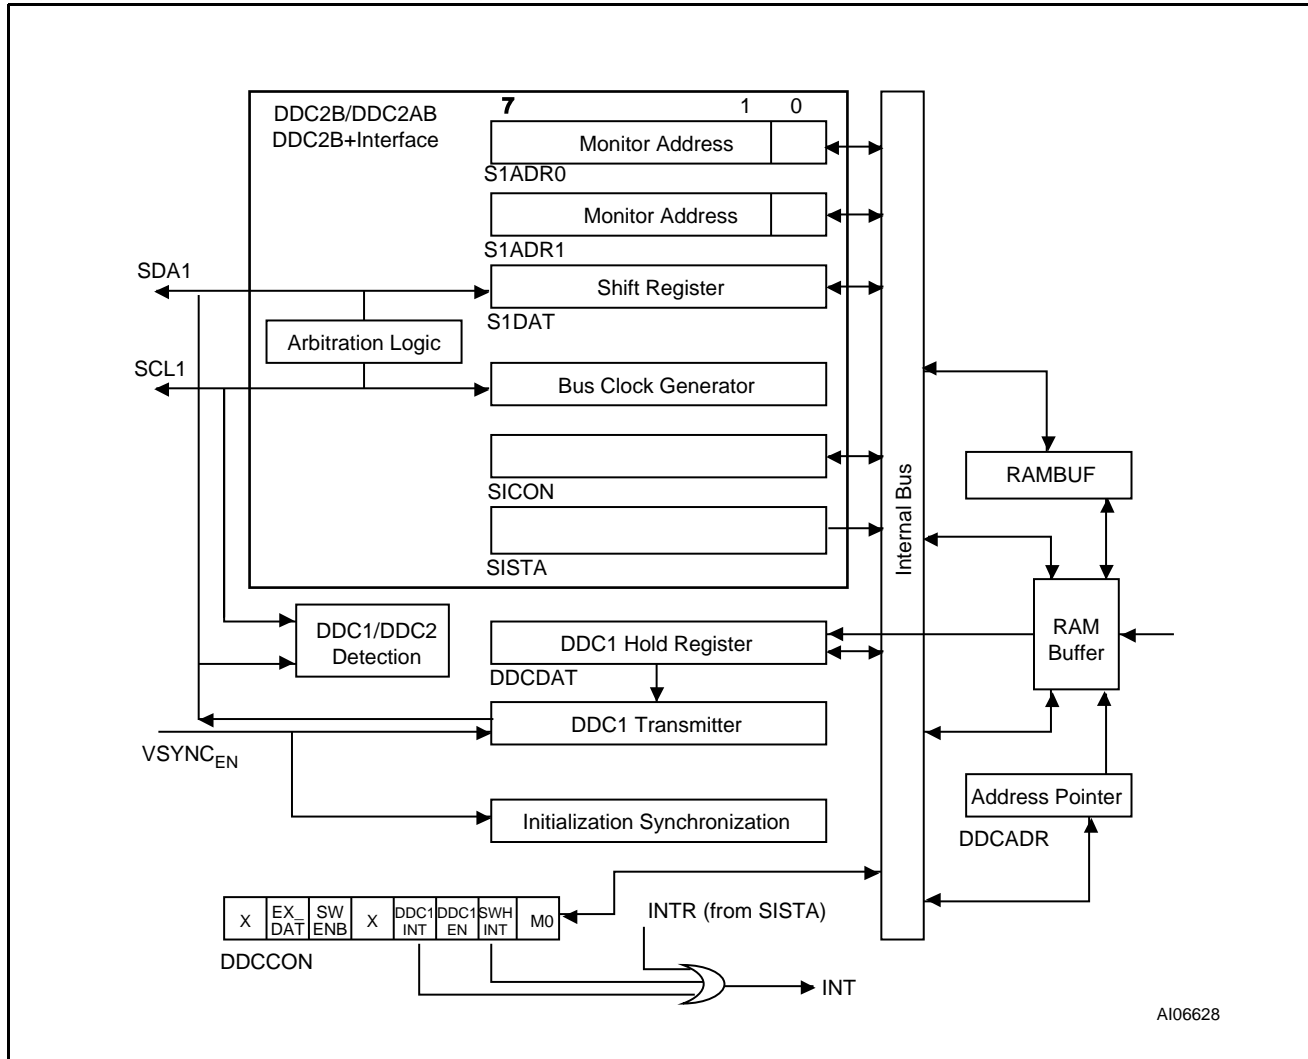 DDC2B/DDC2AB
DDC2B+Interface
7 1 0
Monitor Address
S1ADR0
Monitor Address
S1ADR1
SDA1
Shift Register
S1DAT
Arbitration Logic
SCL1
Bus Clock Generator
SICON
SISTA
Internal Bus
RAMBUF
RAM
Buffer
DDC1/DDC2
Detection
DDC1 Hold Register
DDCDAT
DDC1 Transmitter
VSYNCEN
Address Pointer
DDCADR
Initialization Synchronization
X
EX_
DAT
SW
ENB
X
DDC1
INT
DDC1
EN
SWH
INT
M0
DDCCON
INTR (from SISTA)
INT
AI06628